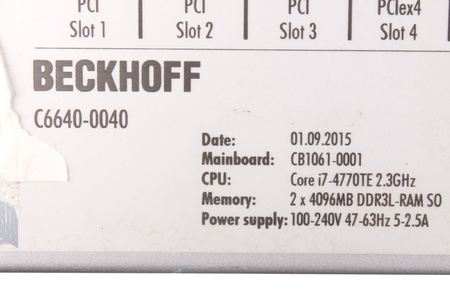 PCI PCI PCI PCIex4
Slot 1 Slot 2 Slot 3 Slot 4
BECKHOFF
C6640-0040
Date: 01.09.2015
Mainboard: CB1061-0001
CPU: Core i7-4770TE 2.3GHz
Memory: 2 x 4096MB DDR3L-RAM SO
Power supply: 100-240V 47-63Hz 5-2.5A